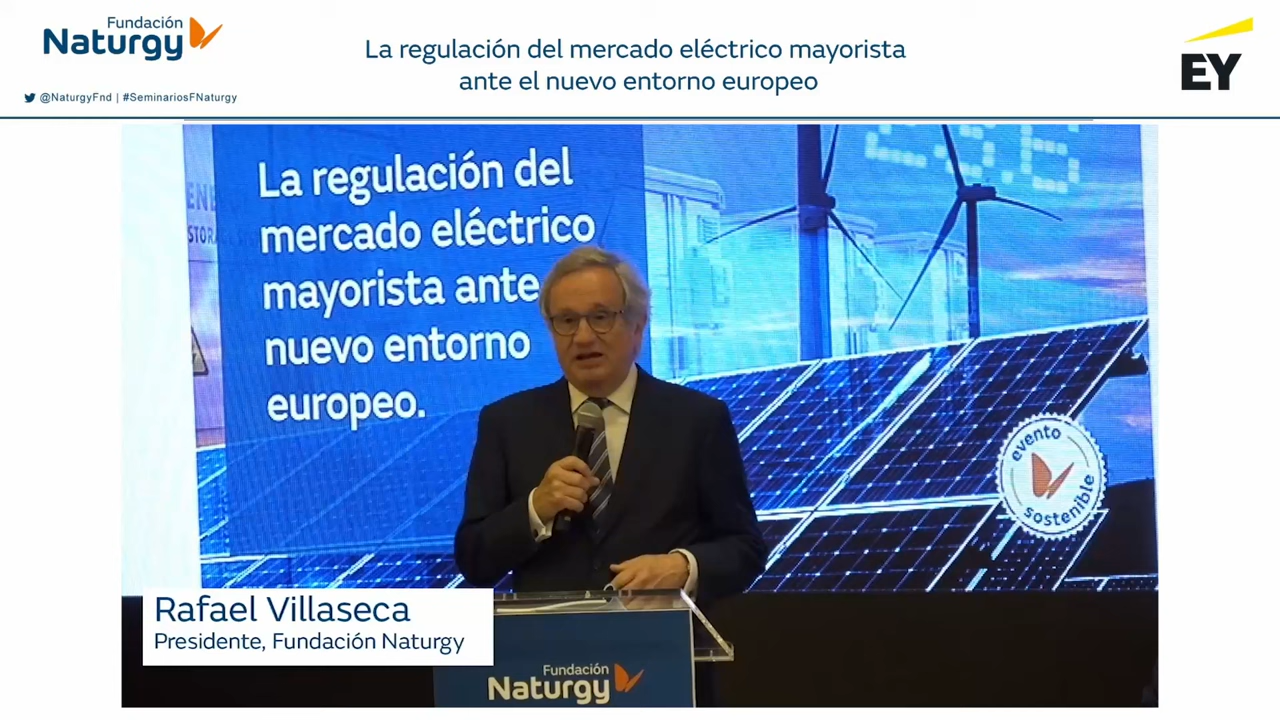 Fundación
Naturgy
@NaturgyFnd | #SeminariosFNaturgy
La regulación del mercado eléctrico mayorista
ante el nuevo entorno europeo
EY
La regulación del
mercado eléctrico
mayorista ante
nuevo entorno
europeo.
evento
sostenible
Rafael Villaseca
Presidente, Fundación Naturgy
Fundación
Naturgy